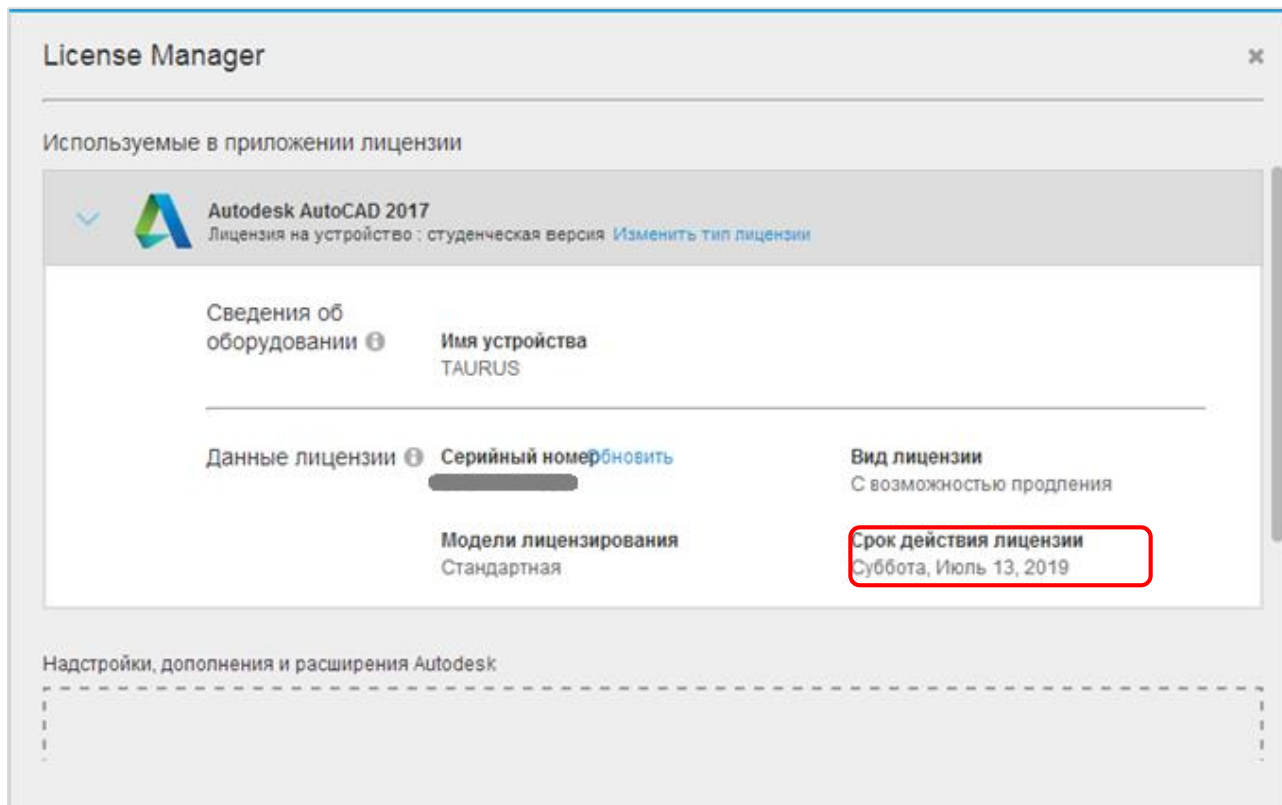 License Manager
Используемые в приложении лицензии
Autodesk AutoCAD 2017
Лицензия на устройство : студенческая версия Изменить тип лицензии
Сведения об
оборудовании
Имя устройства
TAURUS
Данные лицензии
Серийный номер Обновить
Вид лицензии
С возможностью продления
Модели лицензирования
Стандартная
Срок действия лицензии
Суббота, Июль 13, 2019
Надстройки, дополнения и расширения Autodesk